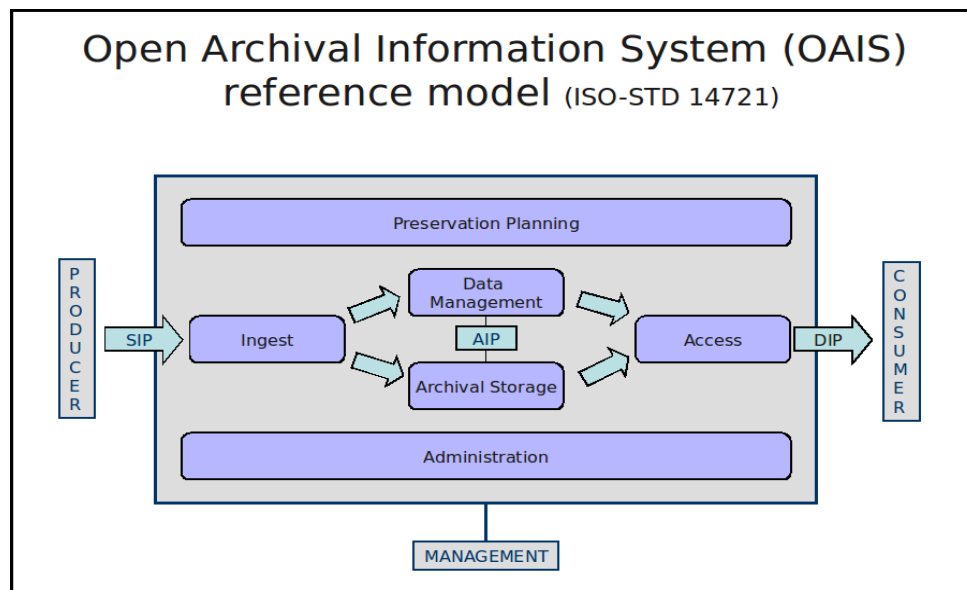 Open Archival Information System (OAIS)
reference model (ISO-STD 14721)
Preservation Planning
PRODUCER
SIP
Ingest
Data
Management
AIP
Archival Storage
Access
DIP
CONSUMER
Administration
MANAGEMENT